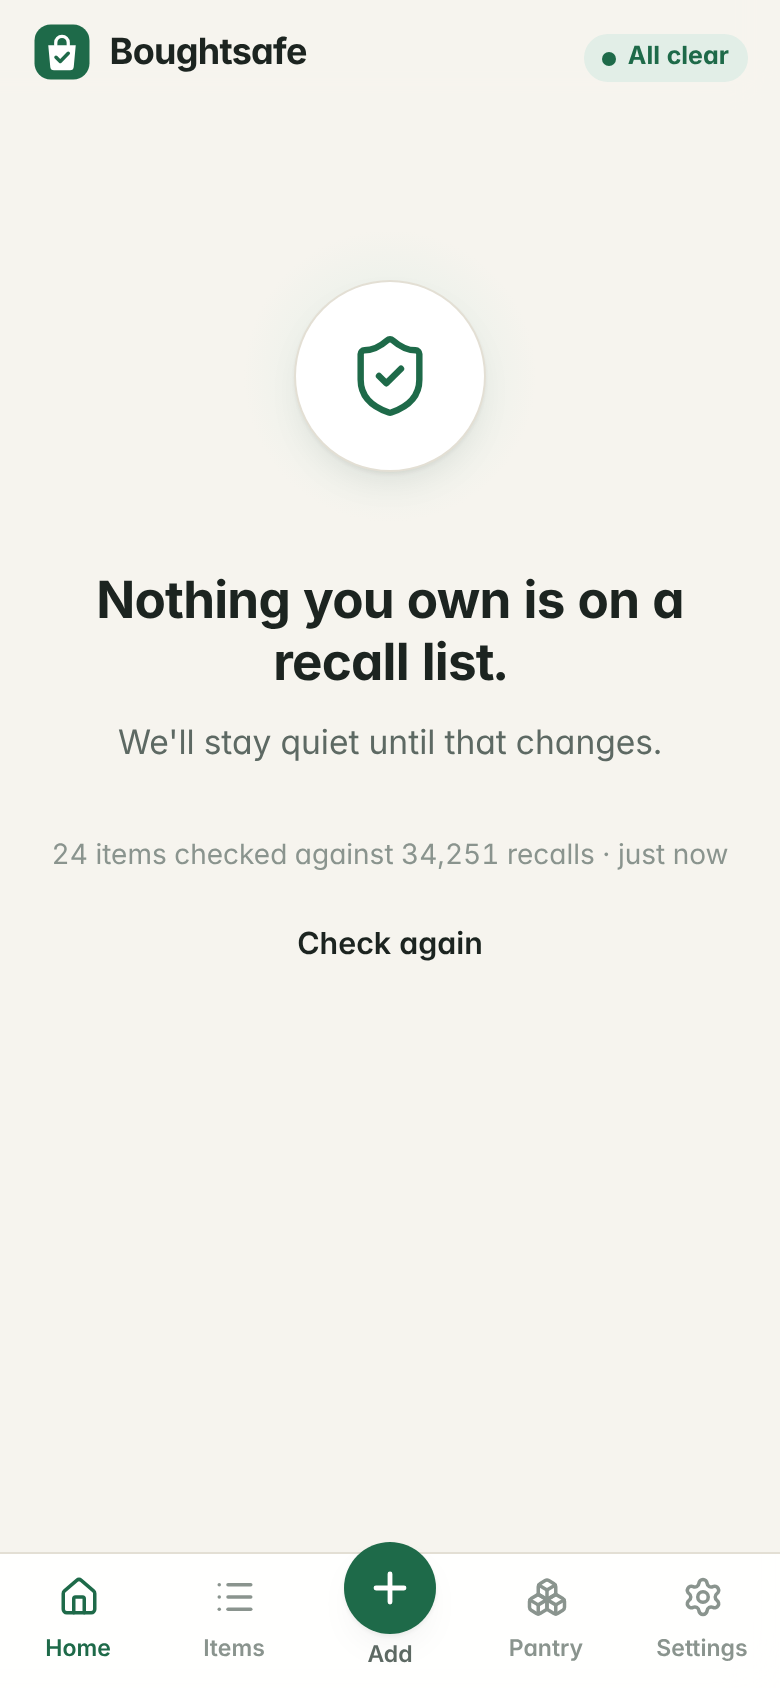 Boughtsafe
All clear
Nothing you own is on a
recall list.
We'll stay quiet until that changes.
24 items checked against 34,251 recalls · just now
Check again
Home
Items
Add
Pantry
Settings